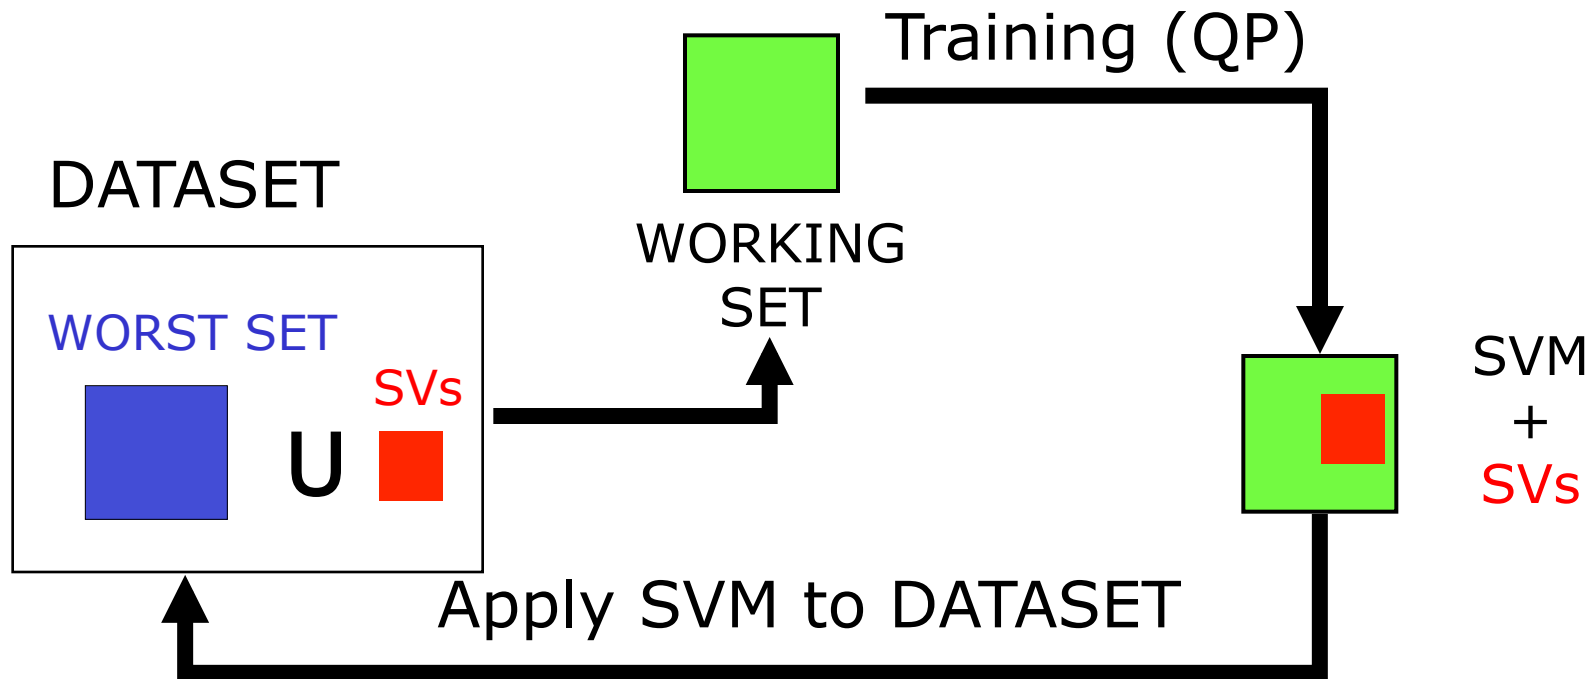 Training (QP)
DATASET
WORKING
SET
WORST SET
SVs
U
SVM
+
SVs
Apply SVM to DATASET